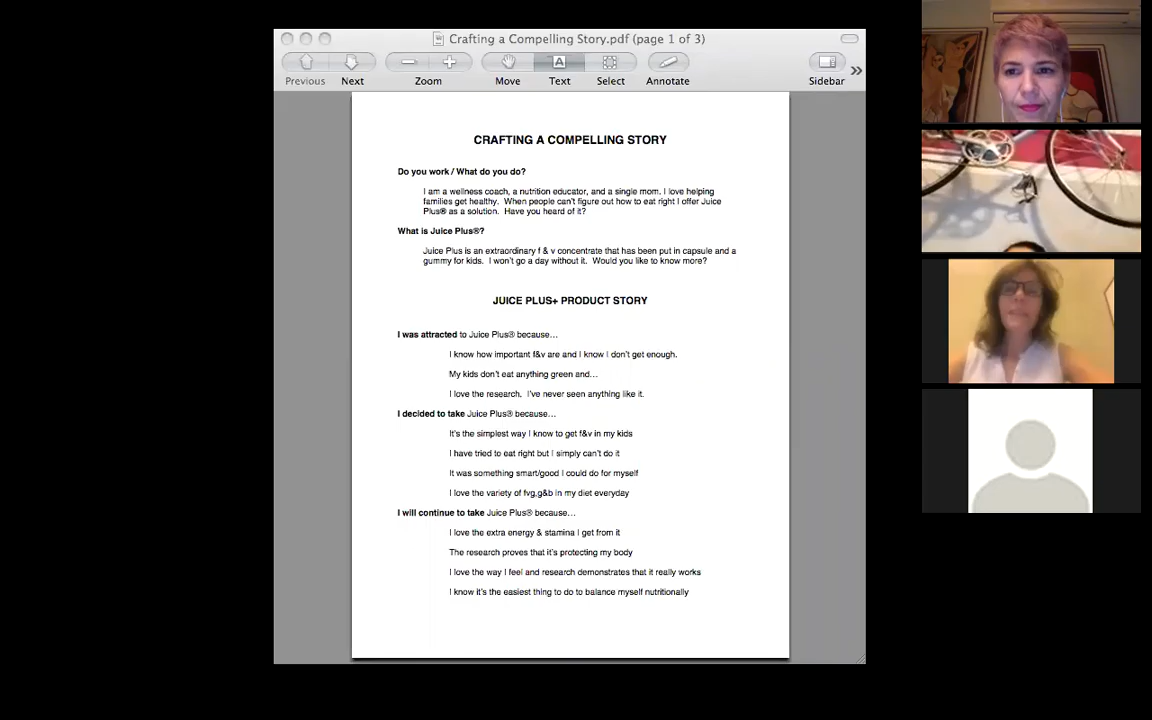 Crafting a Compelling Story.pdf (page 1 of 3)
Previous Next Zoom Move Text Select Annotate Sidebar »
CRAFTING A COMPELLING STORY
Do you work / What do you do?
I am a wellness coach, a nutrition educator, and a single mom. I love helping
families get healthy. When people can't figure out how to eat right I offer Juice
Plus® as a solution. Have you heard of it?
What is Juice Plus®?
Juice Plus is an extraordinary f & v concentrate that has been put in capsule and a
gummy for kids. I won't go a day without it. Would you like to know more?
JUICE PLUS+ PRODUCT STORY
I was attracted to Juice Plus® because…
I know how important f&v are and I know I don't get enough.
My kids don't eat anything green and…
I love the research. I've never seen anything like it.
I decided to take Juice Plus® because…
It's the simplest way I know to get f&v in my kids
I have tried to eat right but I simply can't do it
It was something smart/good I could do for myself
I love the variety of fvg,g&b in my diet everyday
I will continue to take Juice Plus® because…
I love the extra energy & stamina I get from it
The research proves that it's protecting my body
I love the way I feel and research demonstrates that it really works
I know it's the easiest thing to do to balance myself nutritionally